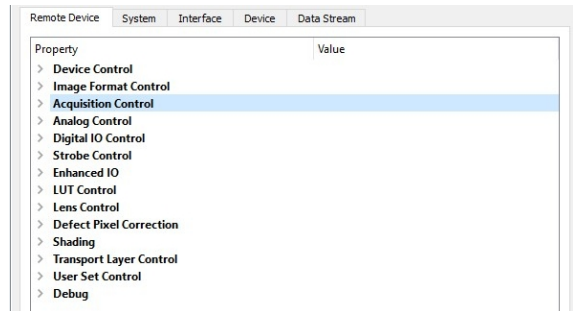 Remote Device System Interface Device Data Stream
Property Value
Device Control
Image Format Control
Acquisition Control
Analog Control
Digital IO Control
Strobe Control
Enhanced IO
LUT Control
Lens Control
Defect Pixel Correction
Shading
Transport Layer Control
User Set Control
Debug